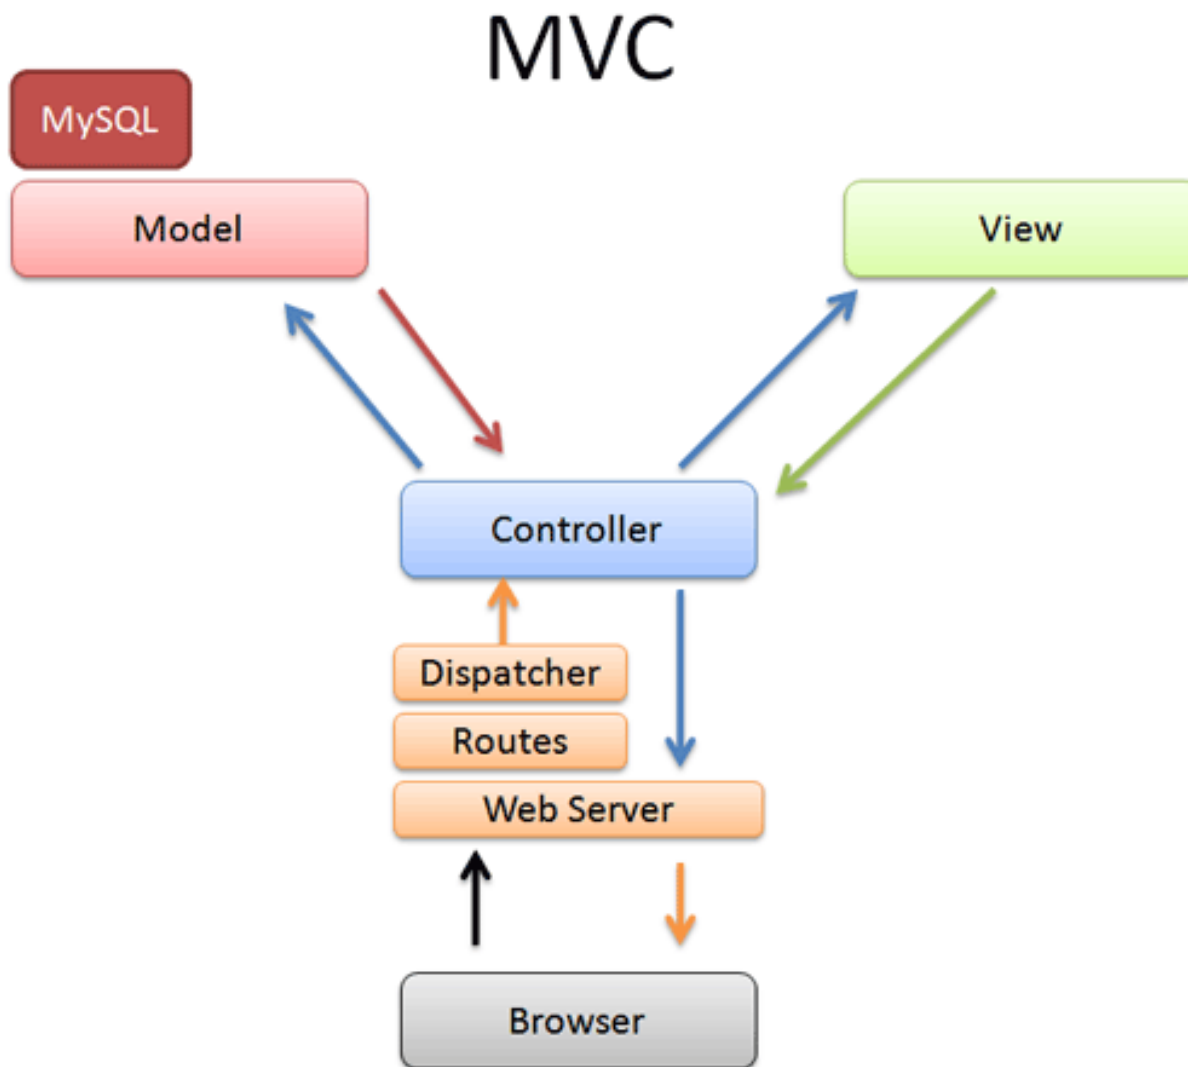 MVC
MySQL
Model
View
Controller
Dispatcher
Routes
Web Server
Browser